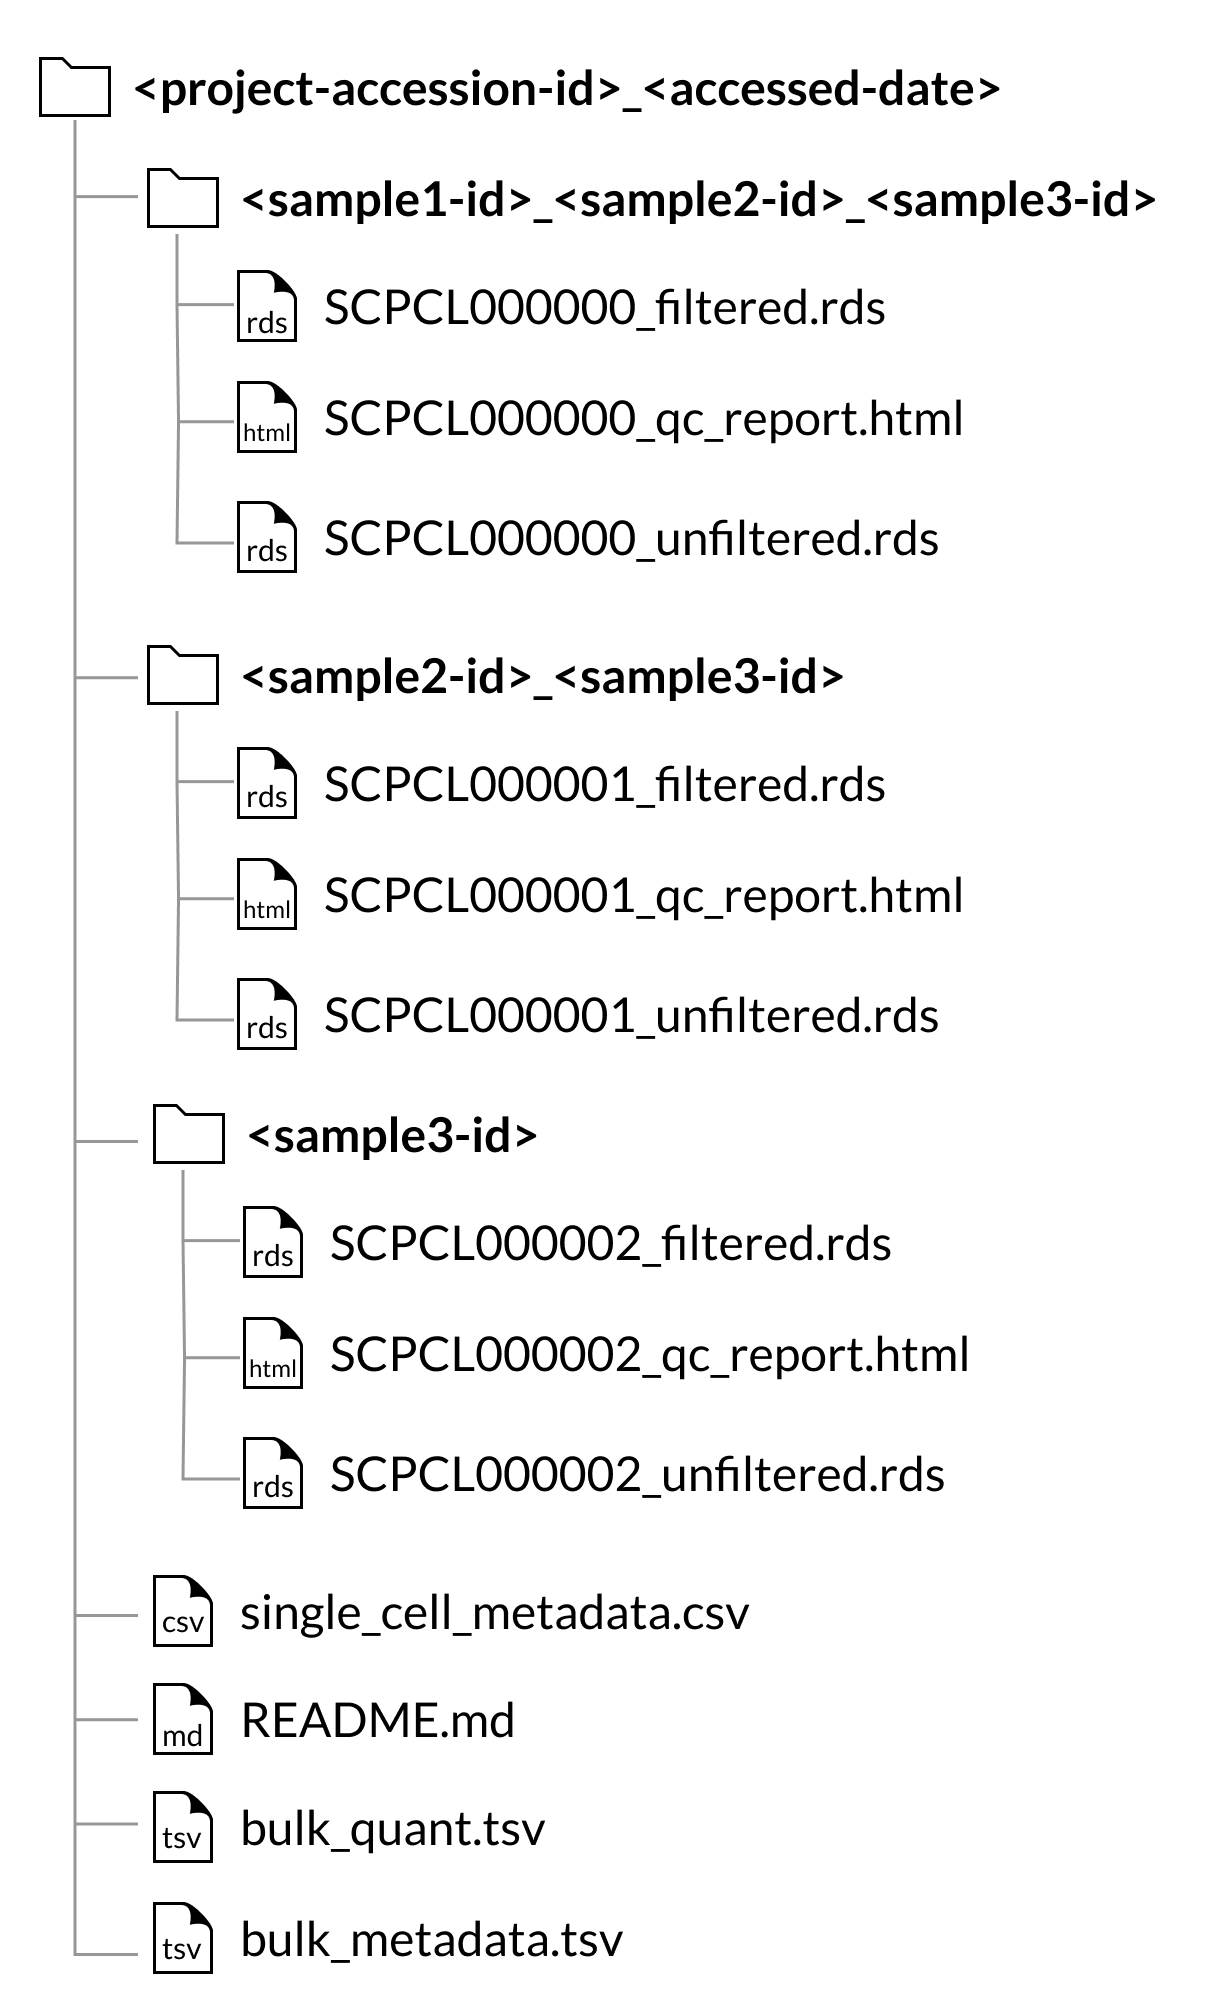 <project-accession-id>_<accessed-date>
<sample1-id>_<sample2-id>_<sample3-id>
rds SCPCL000000_filtered.rds
html SCPCL000000_qc_report.html
rds SCPCL000000_unfiltered.rds
<sample2-id>_<sample3-id>
rds SCPCL000001_filtered.rds
html SCPCL000001_qc_report.html
rds SCPCL000001_unfiltered.rds
<sample3-id>
rds SCPCL000002_filtered.rds
html SCPCL000002_qc_report.html
rds SCPCL000002_unfiltered.rds
csv single_cell_metadata.csv
md README.md
tsv bulk_quant.tsv
tsv bulk_metadata.tsv